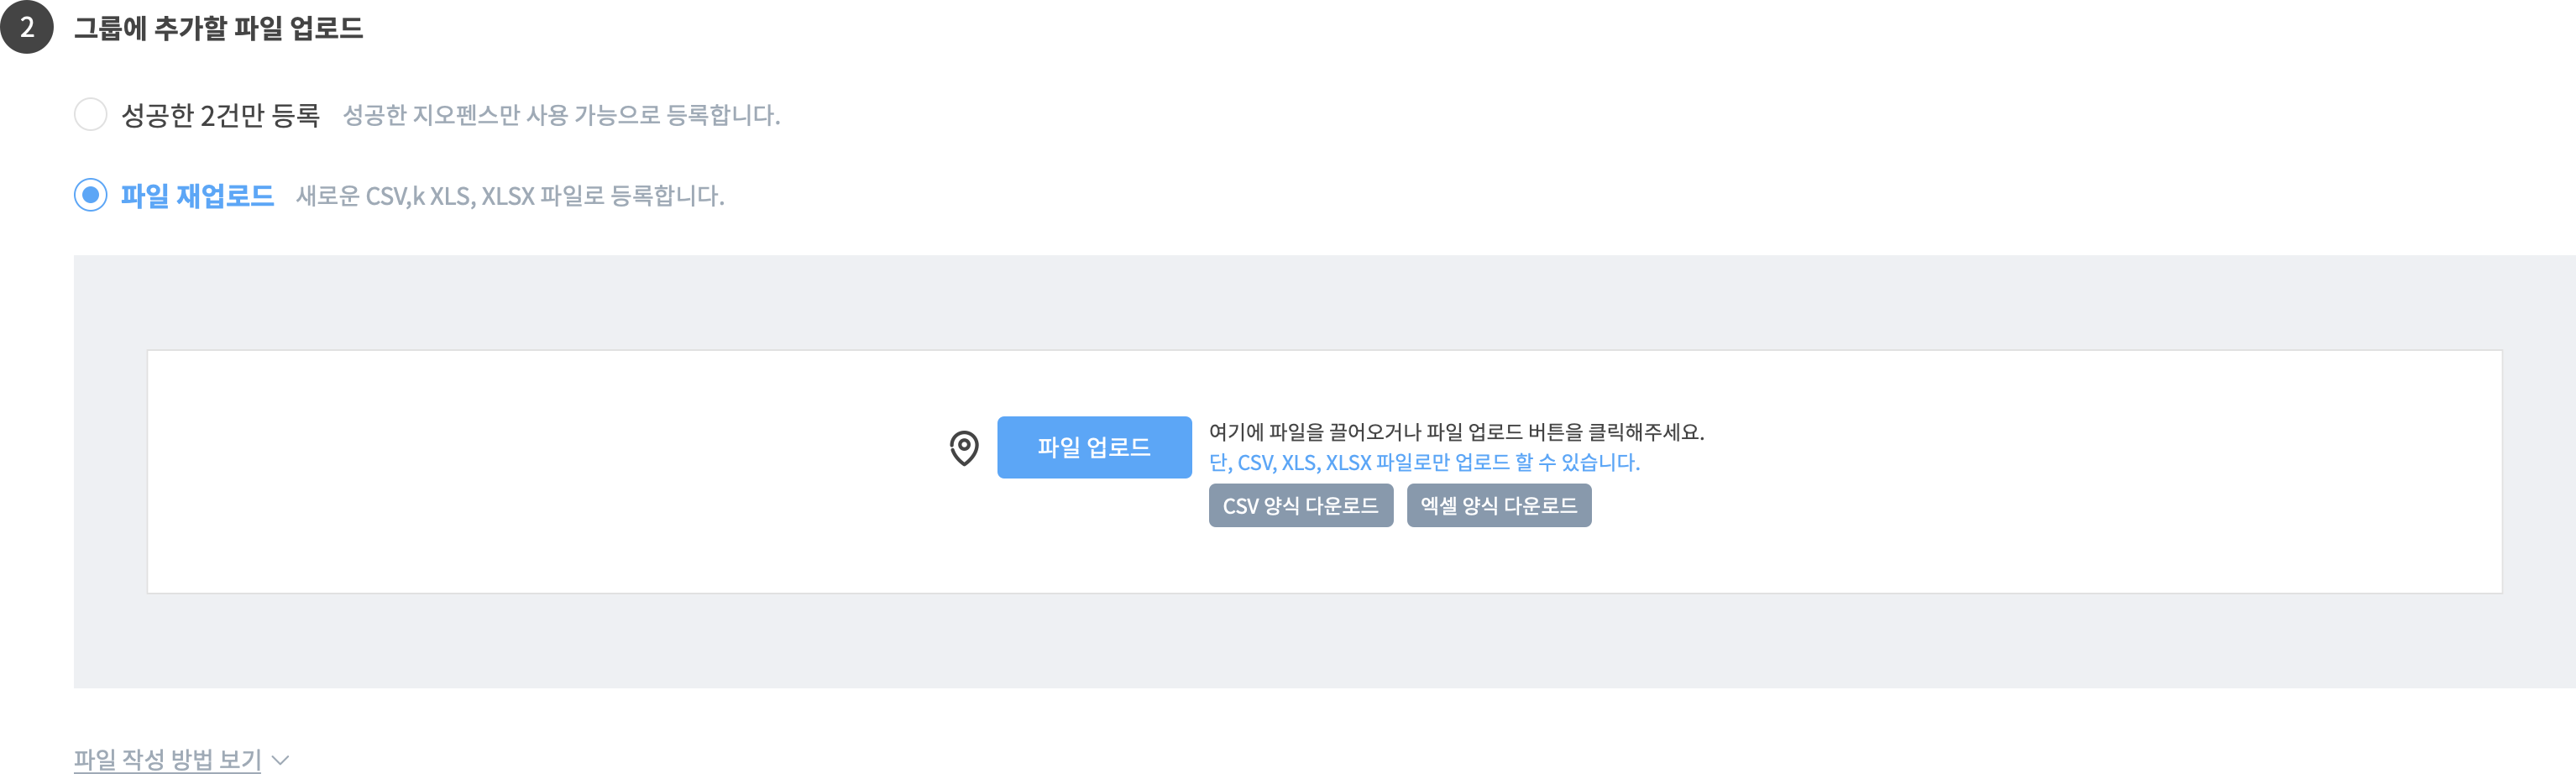 2 그룹에 추가할 파일 업로드
성공한 2건만 등록 성공한 지오펜스만 사용 가능으로 등록합니다.
파일 재업로드 새로운 CSV,k XLS, XLSX 파일로 등록합니다.
파일 업로드
여기에 파일을 끌어오거나 파일 업로드 버튼을 클릭해주세요.
단, CSV, XLS, XLSX 파일로만 업로드 할 수 있습니다.
CSV 양식 다운로드 엑셀 양식 다운로드
파일 작성 방법 보기